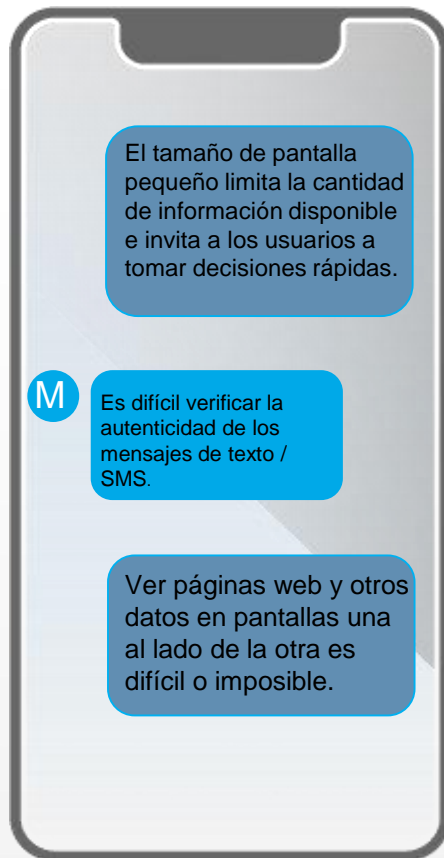 El tamaño de pantalla
pequeño limita la cantidad
de información disponible
e invita a los usuarios a
tomar decisiones rápidas.
M
Es difícil verificar la
autenticidad de los
mensajes de texto /
SMS.
Ver páginas web y otros
datos en pantallas una
al lado de la otra es
difícil o imposible.